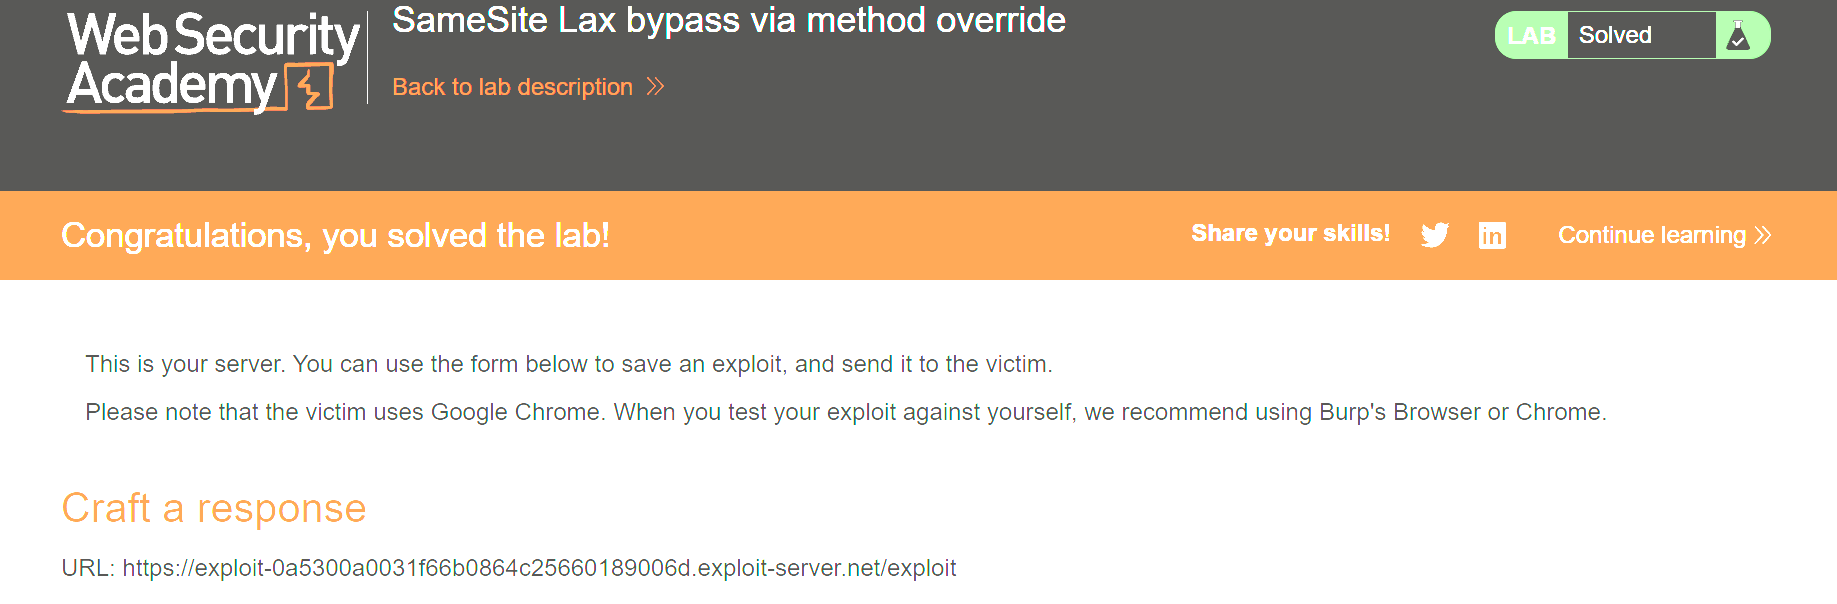 Web Security
Academy
SameSite Lax bypass via method override
Back to lab description
LAB Solved
Congratulations, you solved the lab!
Share your skills!
in
Continue learning
This is your server. You can use the form below to save an exploit, and send it to the victim.
Please note that the victim uses Google Chrome. When you test your exploit against yourself, we recommend using Burp's Browser or Chrome.
Craft a response
URL: https://exploit-0a5300a0031f66b0864c25660189006d.exploit-server.net/exploit